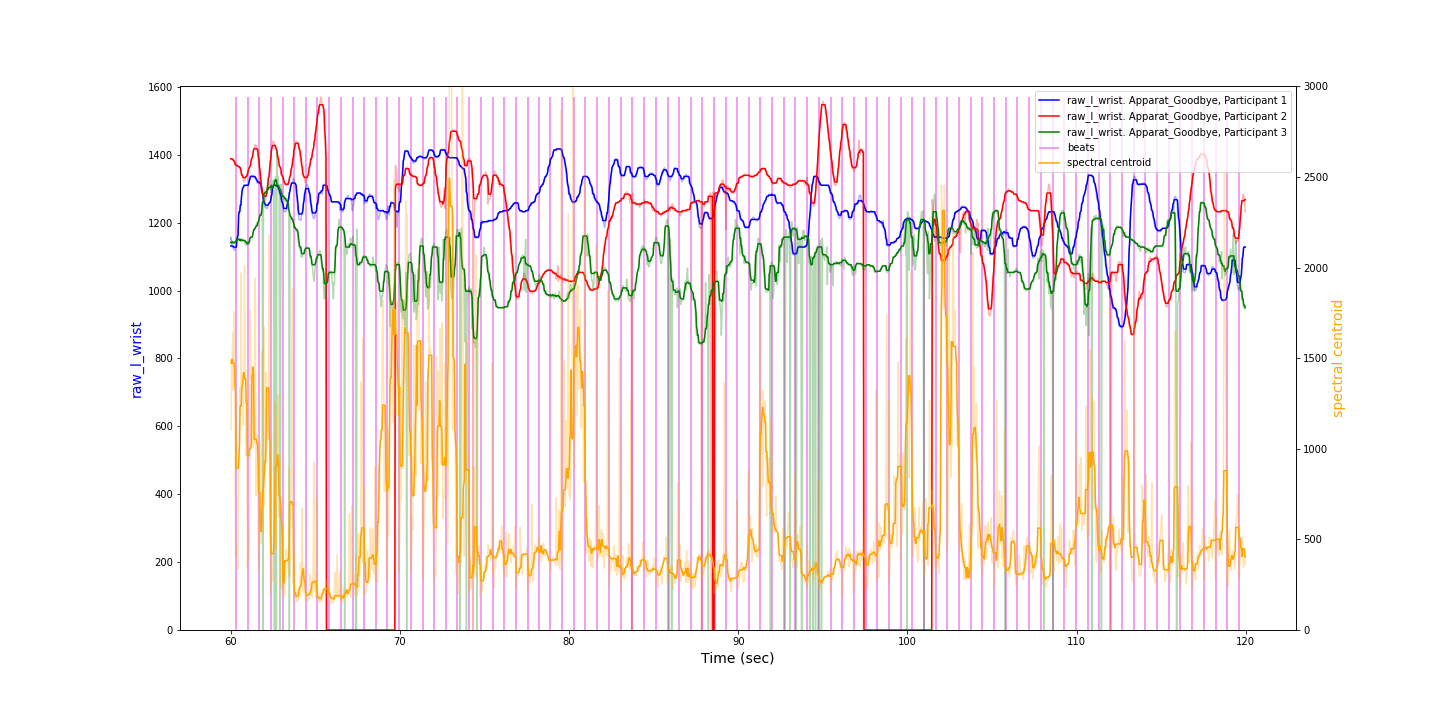 1600
1400
1200
1000
800
600
400
200
0
raw_l_wrist
3000
2500
2000
1500
1000
500
0
spectral centroid
raw_l_wrist. Apparat_Goodbye, Participant 1
raw_l_wrist. Apparat_Goodbye, Participant 2
raw_l_wrist. Apparat_Goodbye, Participant 3
beats
spectral centroid
60 70 80 90 100 110 120
Time (sec)